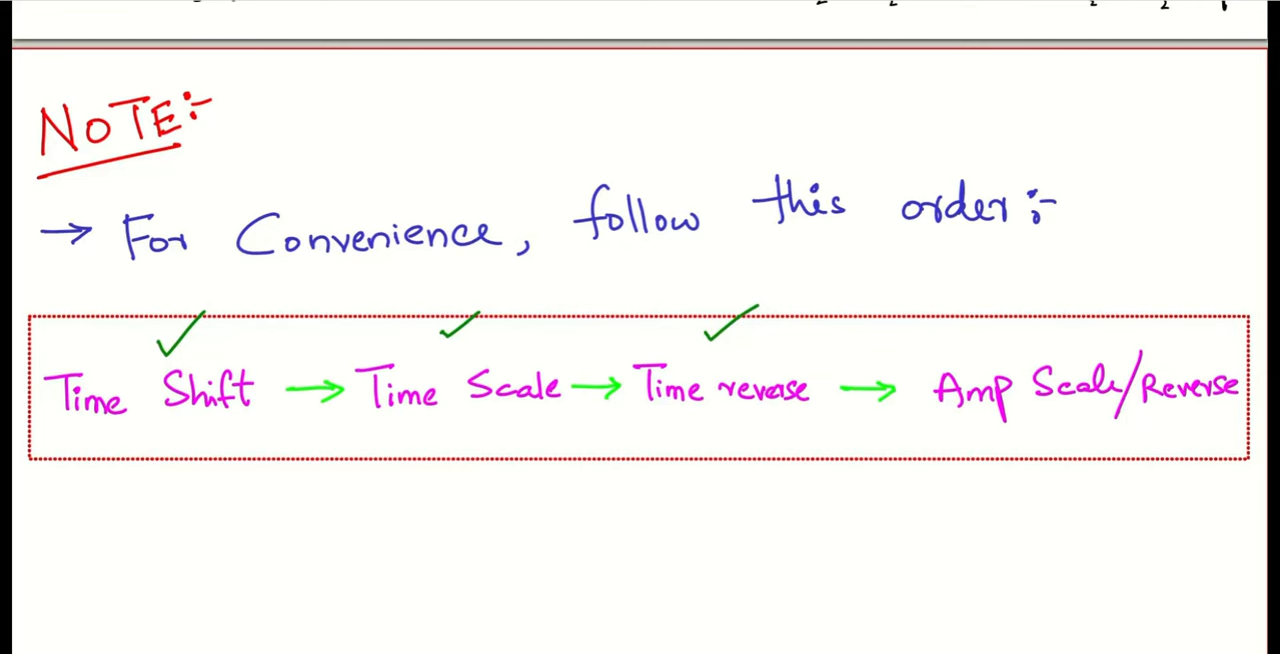 NOTE:-
→ For Convenience, follow this order :-
Time Shift → Time Scale → Time reverse → Amp Scale/Reverse